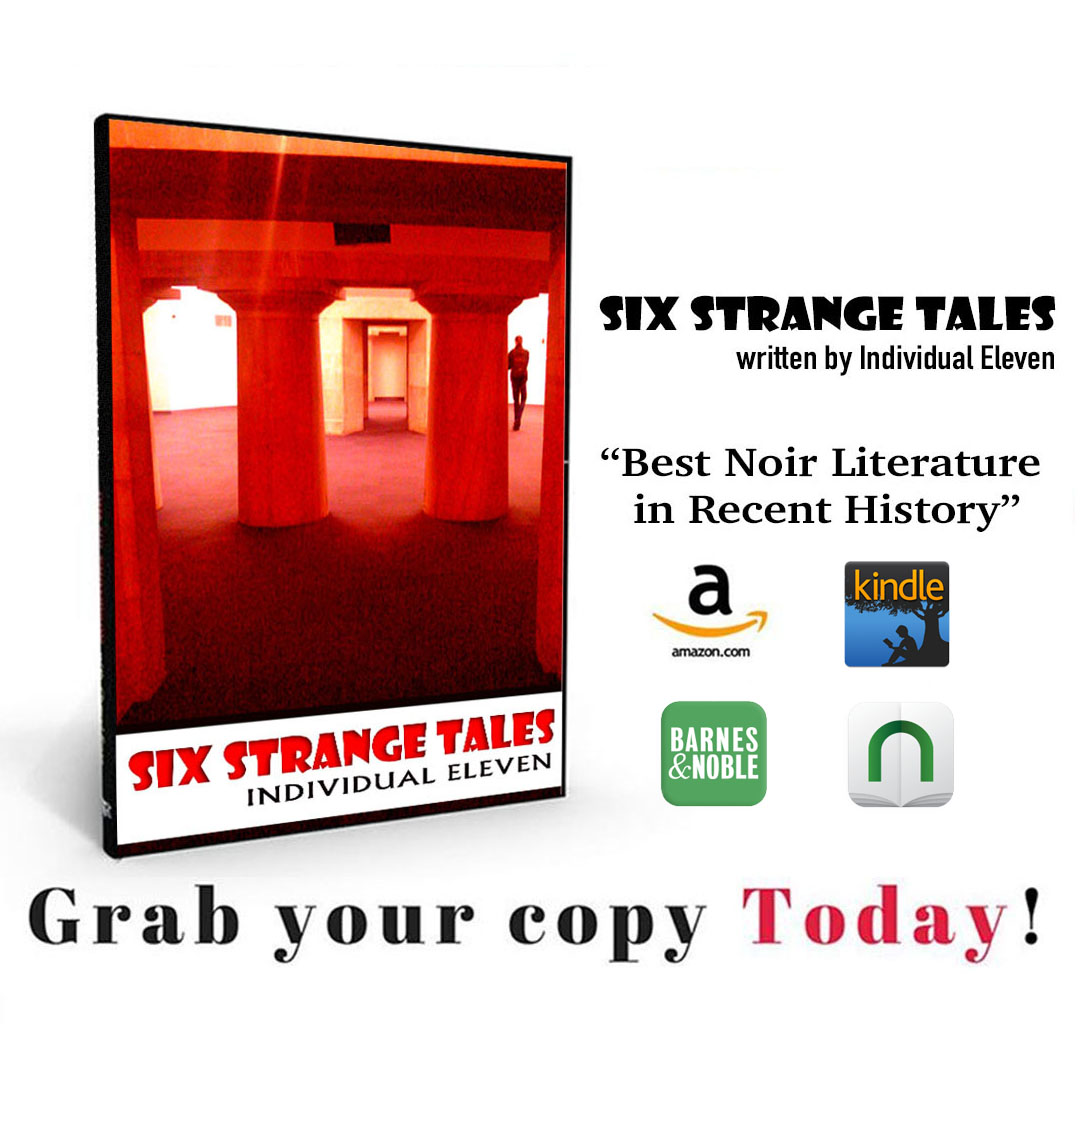 SIX STRANGE TALES
INDIVIDUAL ELEVEN
SIX STRANGE TALES
written by Individual Eleven
“Best Noir Literature
in Recent History”
a
amazon.com
kindle
BARNES
&NOBLE
n
Grab your copy Today!